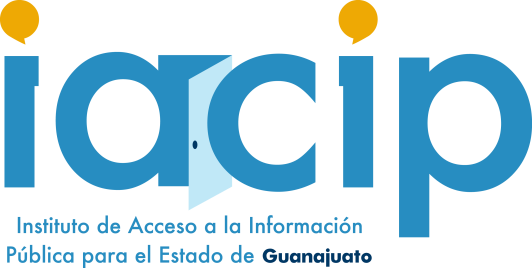 iacip
Instituto de Acceso a la Información
Pública para el Estado de Guanajuato